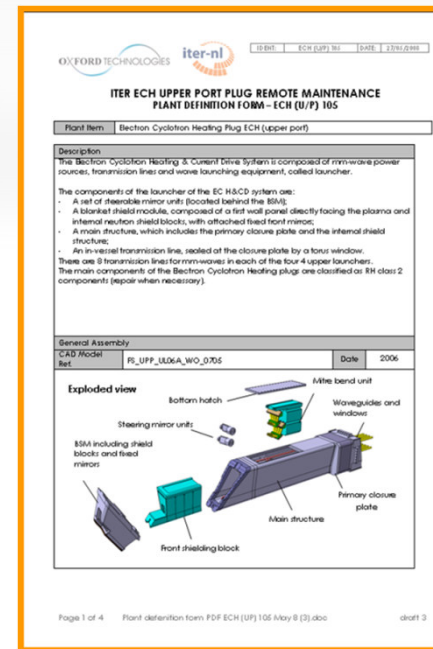 OXFORD TECHNOLOGIES
iter-nl
IDENT: ECH (U/P) 105 DATE: 27/05/2008
ITER ECH UPPER PORT PLUG REMOTE MAINTENANCE
PLANT DEFINITION FORM – ECH (U/P) 105
Plant Item Electron Cyclotron Heating Plug ECH (upper port)
Description
The Electron Cyclotron Heating & Current Drive System is composed of mm-wave power
sources, transmission lines and wave launching equipment, called launcher.
The components of the launcher of the EC H&CD system are:
- A set of steerable mirror units (located behind the BSM);
- A blanket shield module, composed of a first wall panel directly facing the plasma and
internal neutron shield blocks, with attached fixed front mirrors;
- A main structure, which includes the primary closure plate and the internal shield
structure;
- An in-vessel transmission line, sealed at the closure plate by a torus window.
There are 8 transmission lines for mm-waves in each of the four 4 upper launchers.
The main components of the Electron Cyclotron Heating plugs are classified as RH class 2
components (repair when necessary).
General Assembly
CAD Model
Ref. FS_UPP_UL06A_WO_0705 Date 2006
Exploded view
Mitre bend unit
Bottom hatch
Waveguides and
windows
Steering mirror units
BSM including shield
blocks and fixed
mirrors
Primary closure
plate
Main structure
Front shielding block
Page 1 of 4 Plant detenition form PDF ECH (UP) 105 May 8 (3).doc draft 3